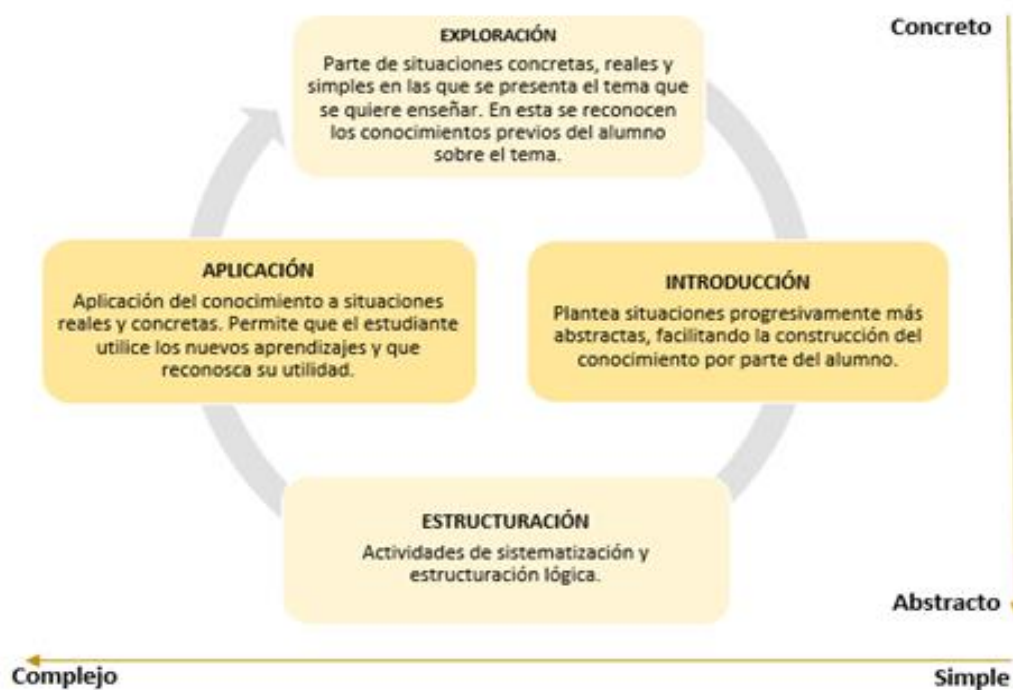 EXPLORACIÓN
Parte de situaciones concretas, reales y
simples en las que se presenta el tema que
se quiere enseñar. En esta se reconocen
los conocimientos previos del alumno
sobre el tema.
Concreto
APLICACIÓN
Aplicación del conocimiento a situaciones
reales y concretas. Permite que el estudiante
utilice los nuevos aprendizajes y que
reconosca su utilidad.
INTRODUCCIÓN
Plantea situaciones progresivamente más
abstractas, facilitando la construcción del
conocimiento por parte del alumno.
ESTRUCTURACIÓN
Actividades de sistematización y
estructuración lógica.
Abstracto
Complejo
Simple